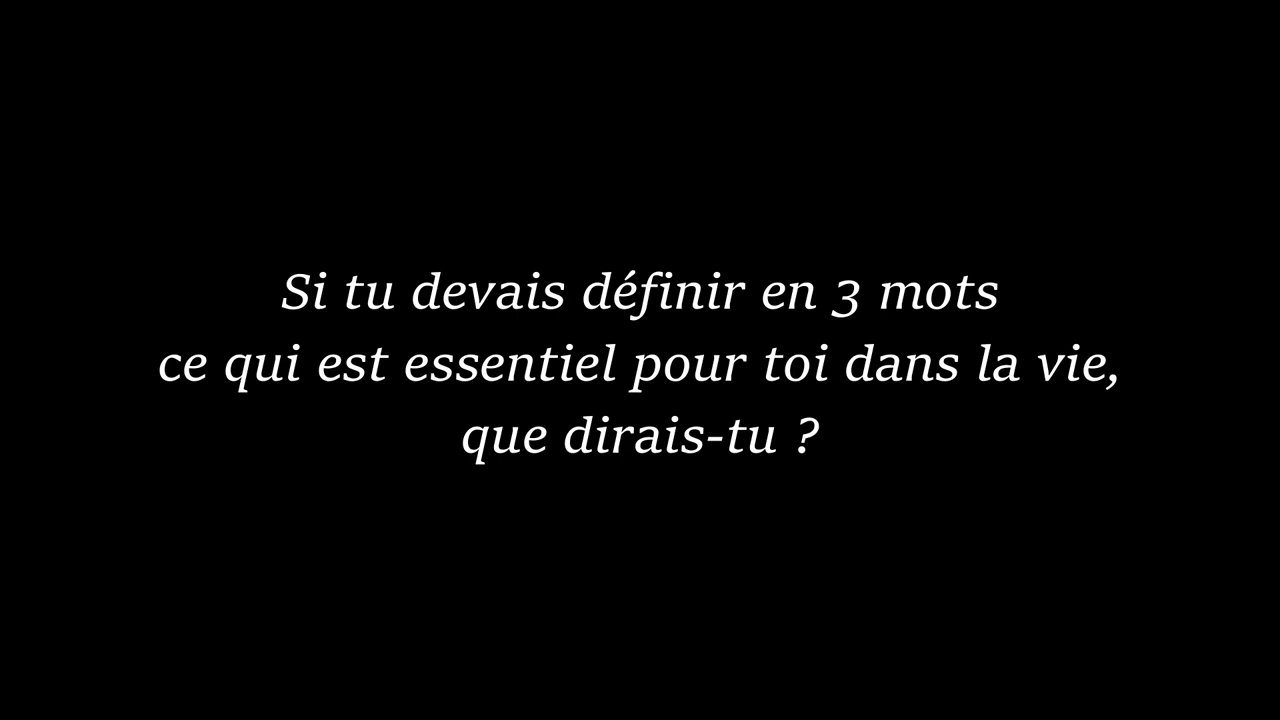 Si tu devais définir en 3 mots
ce qui est essentiel pour toi dans la vie,
que dirais-tu ?